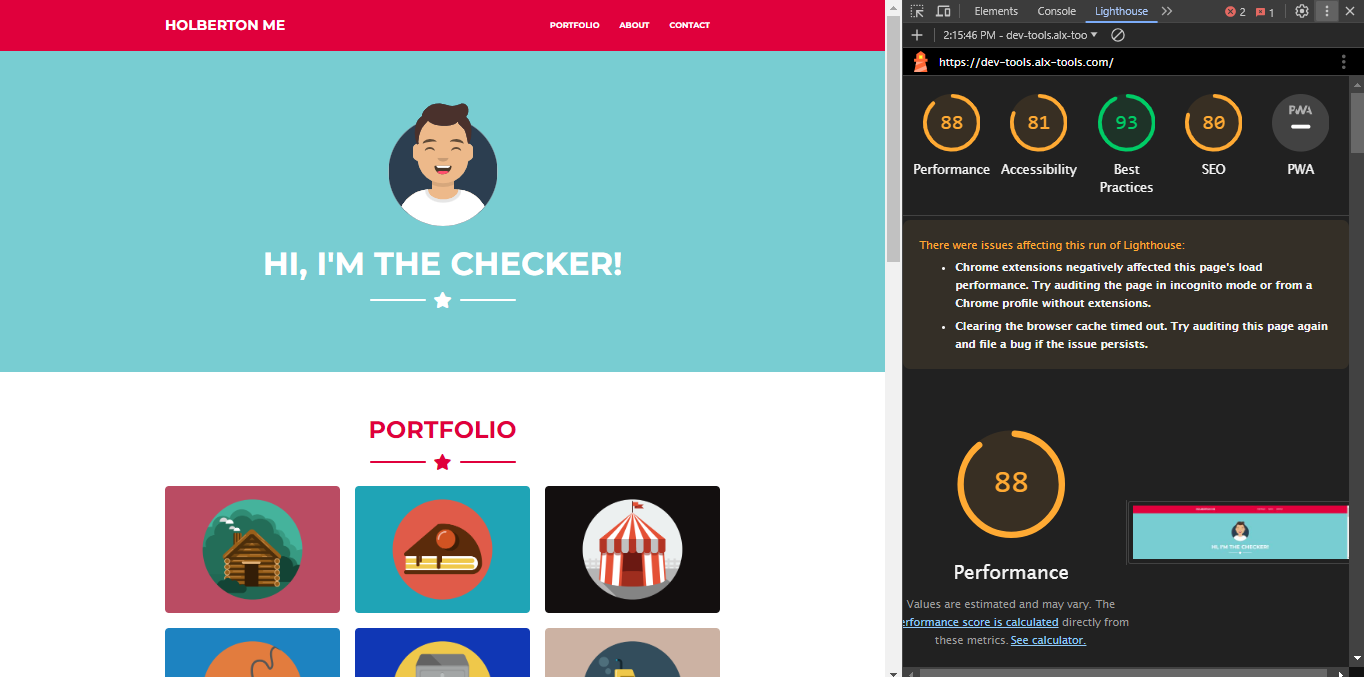 HOLBERTON ME
PORTFOLIO ABOUT CONTACT
HI, I'M THE CHECKER!
PORTFOLIO
Elements Console Lighthouse 2 1
2:15:46 PM - dev-tools.alx-too
https://dev-tools.alx-tools.com/
88 81 93 80 PWA
Performance Accessibility Best SEO PWA
Practices
There were issues affecting this run of Lighthouse:
Chrome extensions negatively affected this page's load
performance. Try auditing the page in incognito mode or from a
Chrome profile without extensions.
Clearing the browser cache timed out. Try auditing this page again
and file a bug if the issue persists.
88
HI, I'M THE CHECKER!
Performance
Values are estimated and may vary. The
erformance score is calculated directly from
these metrics. See calculator.